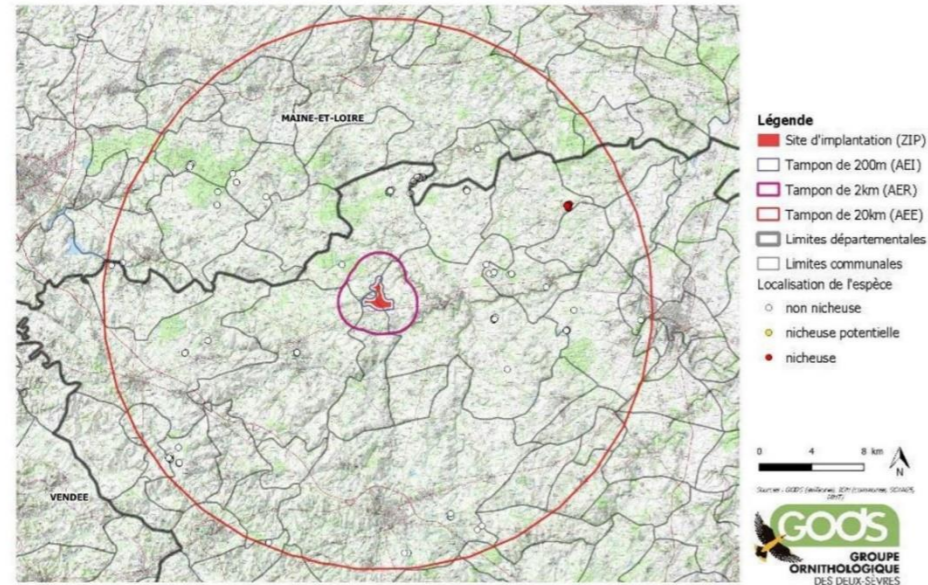 MAINE-ET-LOIRE
VENDEE
Légende
Site d'implantation (ZIP)
Tampon de 200m (AEI)
Tampon de 2km (AER)
Tampon de 20km (AEE)
Limites départementales
Limites communales
Localisation de l'espèce
non nicheuse
nicheuse potentielle
nicheuse
0 4 8 km
N
GODS
GROUPE
ORNITHOLOGIQUE
DES DEUX-SÈVRES